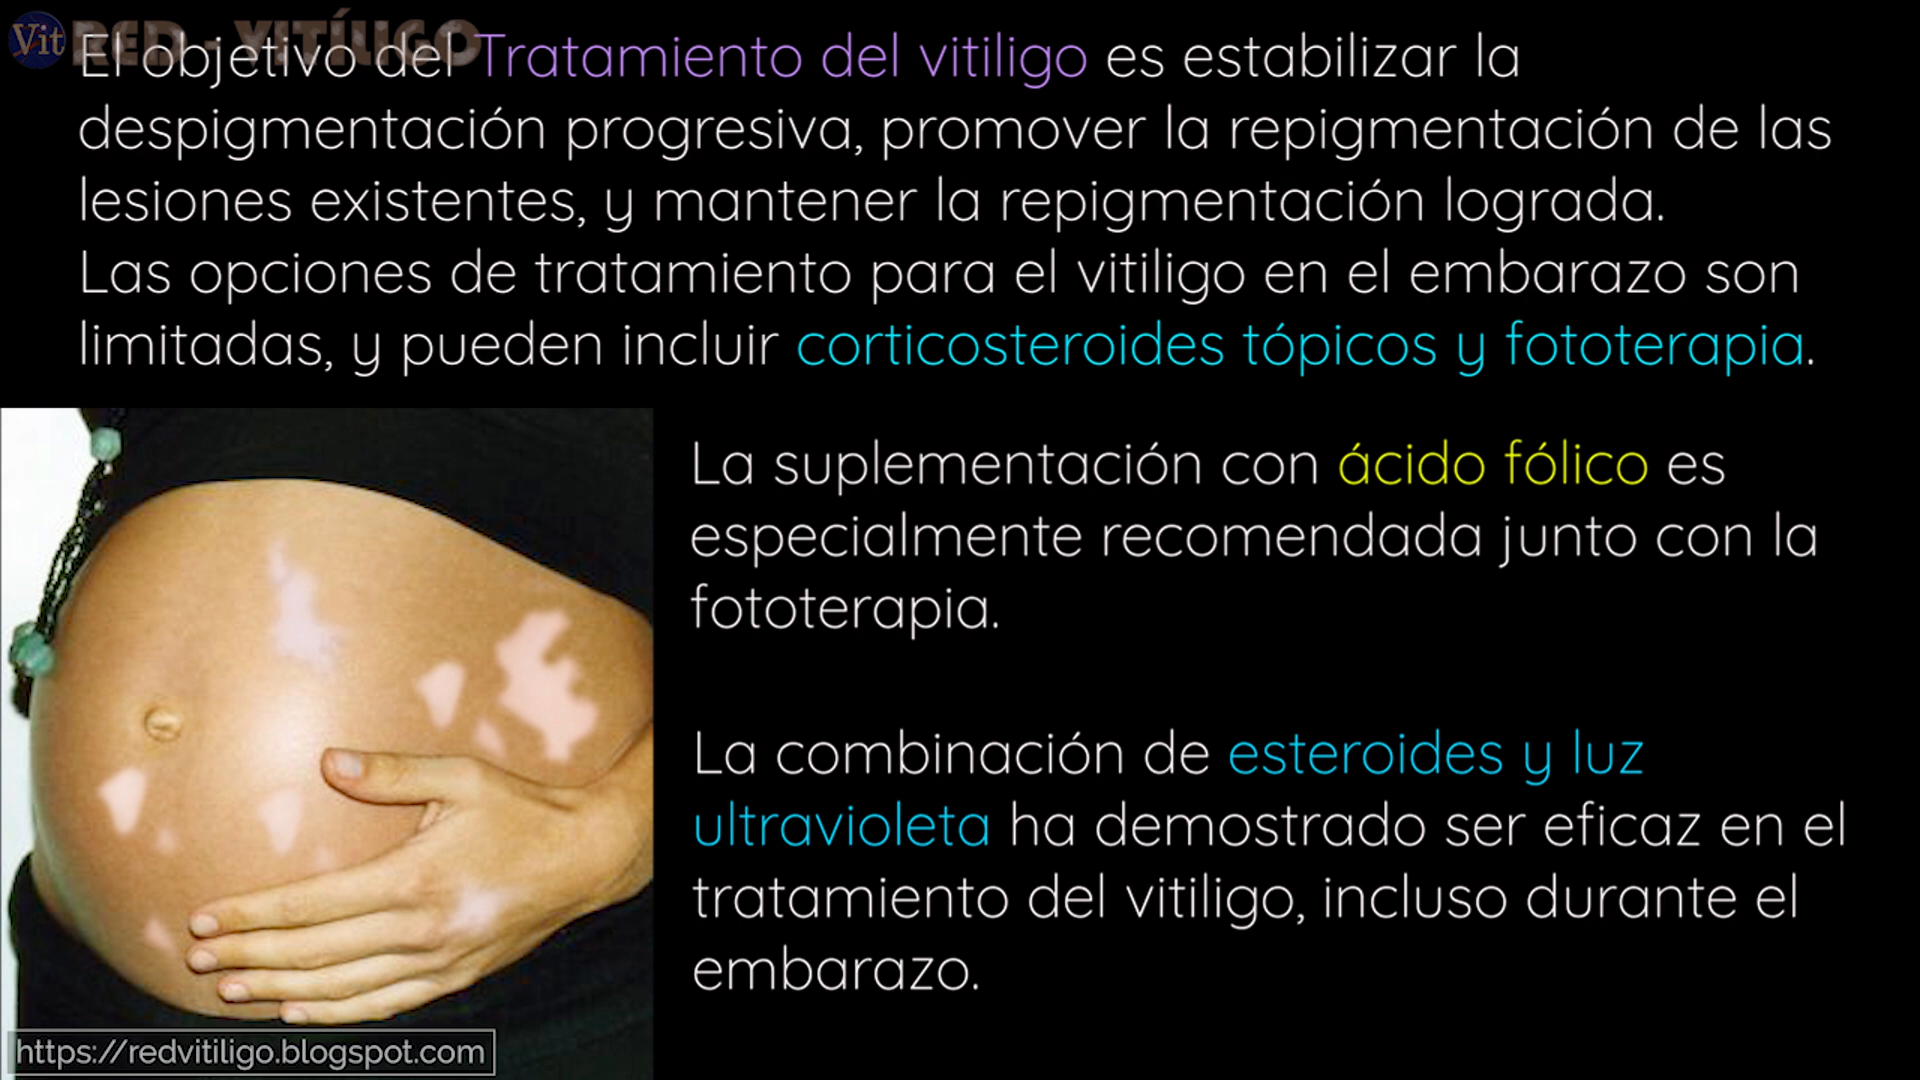 Vit RED - VITÍLIGO
El objetivo del Tratamiento del vitiligo es estabilizar la
despigmentación progresiva, promover la repigmentación de las
lesiones existentes, y mantener la repigmentación lograda.
Las opciones de tratamiento para el vitiligo en el embarazo son
limitadas, y pueden incluir corticosteroides tópicos y fototerapia.
La suplementación con ácido fólico es
especialmente recomendada junto con la
fototerapia.
La combinación de esteroides y luz
ultravioleta ha demostrado ser eficaz en el
tratamiento del vitiligo, incluso durante el
embarazo.
https://redvitiligo.blogspot.com